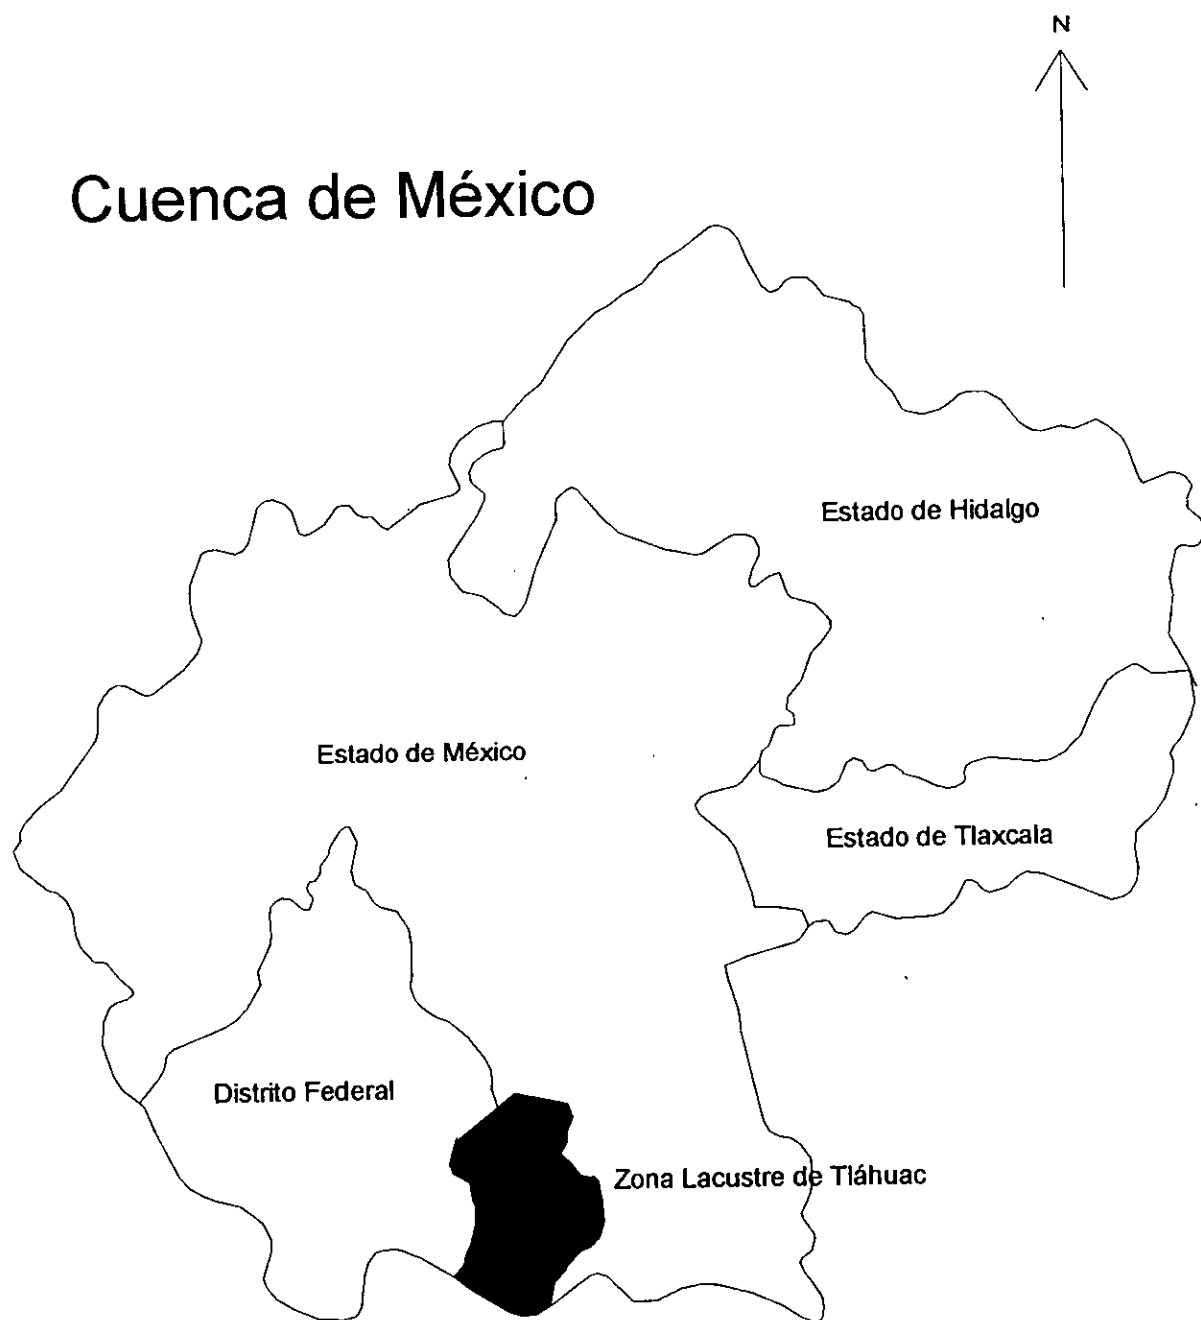 N
Cuenca de México
Estado de Hidalgo
Estado de México
Estado de Tlaxcala
Distrito Federal
Zona Lacustre de Tláhuac